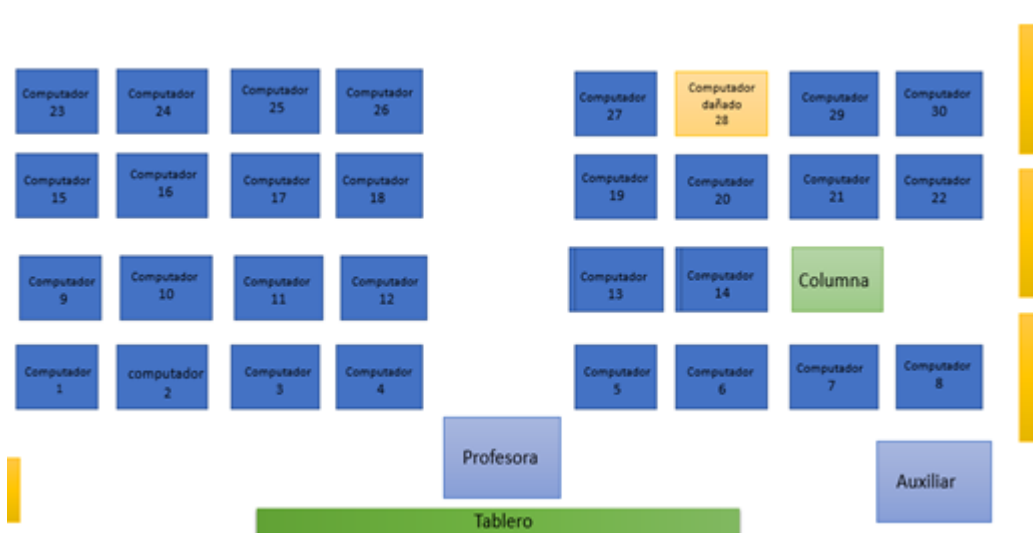 Computador
23
Computador
24
Computador
25
Computador
26
Computador
27
Computador
dañado
28
Computador
29
Computador
30
Computador
15
Computador
16
Computador
17
Computador
18
Computador
19
Computador
20
Computador
21
Computador
22
Computador
9
Computador
10
Computador
11
Computador
12
Computador
13
Computador
14
Columna
Computador
1
computador
2
Computador
3
Computador
4
Computador
5
Computador
6
Computador
7
Computador
8
Profesora
Auxiliar
Tablero